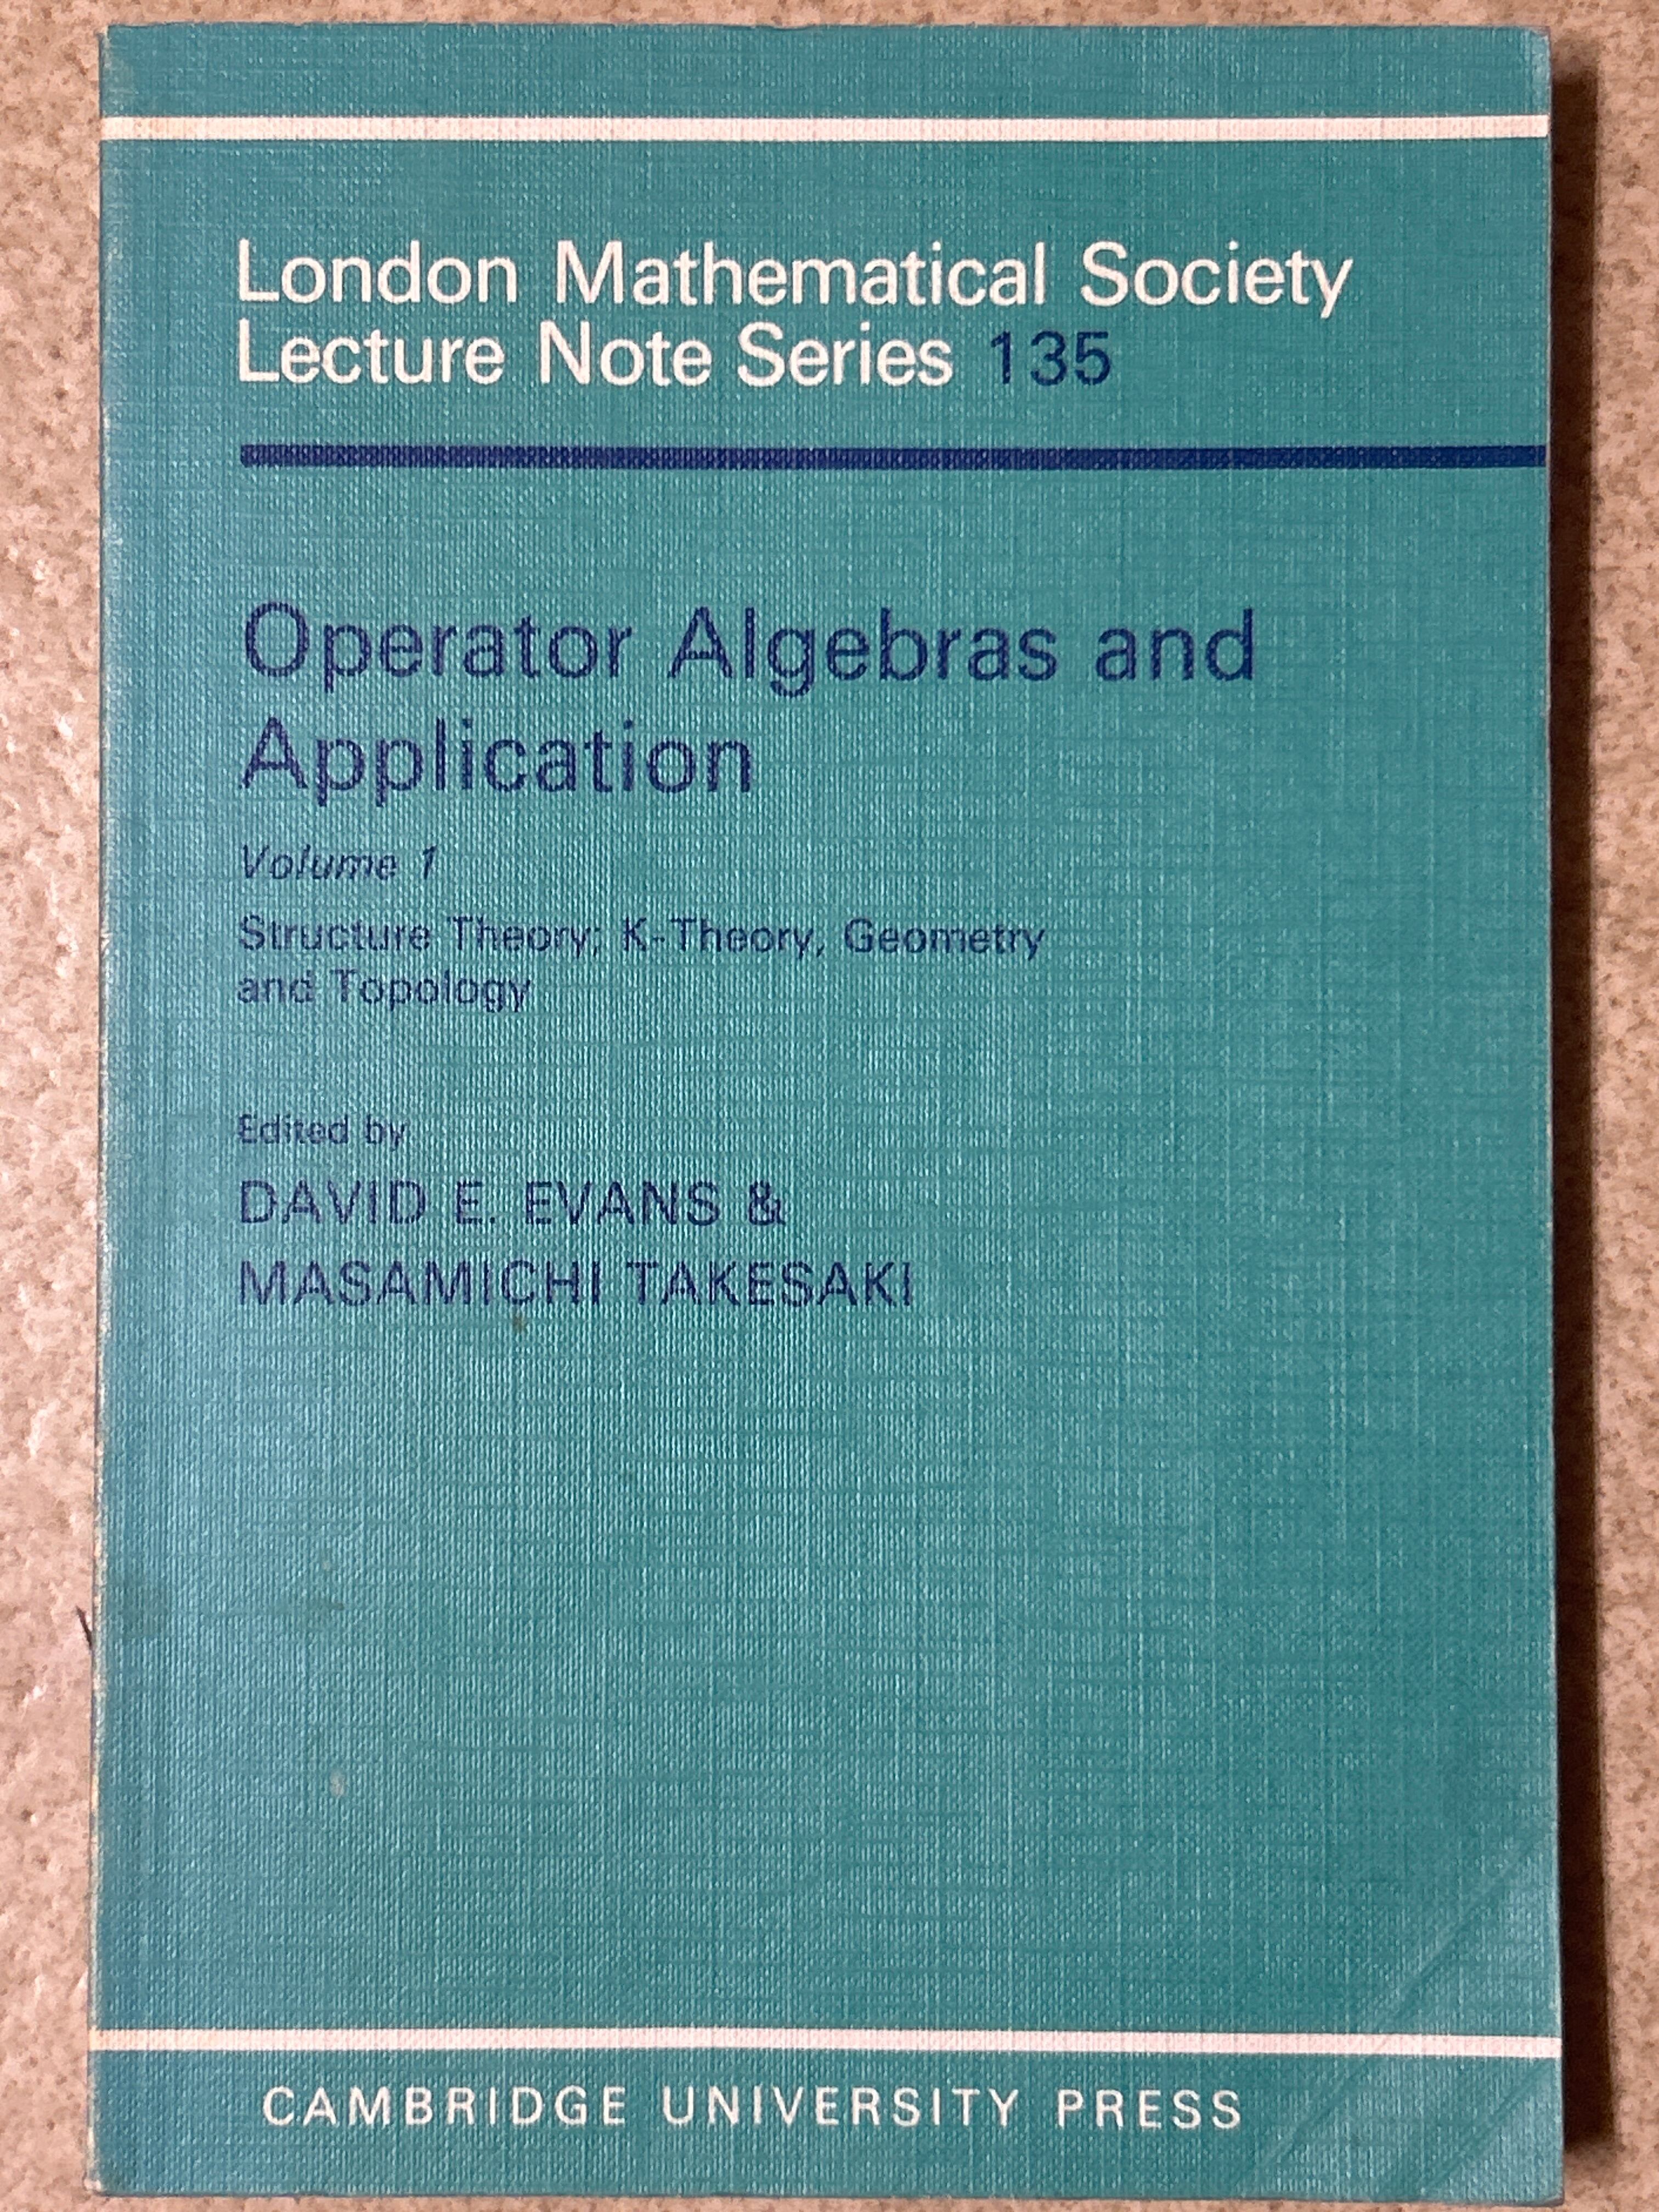 London Mathematical Society
Lecture Note Series 135
Operator Algebras and
Application
Volume 1
Structure Theory; K-Theory, Geometry
and Topology
Edited by
DAVID E. EVANS &
MASAMICHI TAKESAKI
CAMBRIDGE UNIVERSITY PRESS